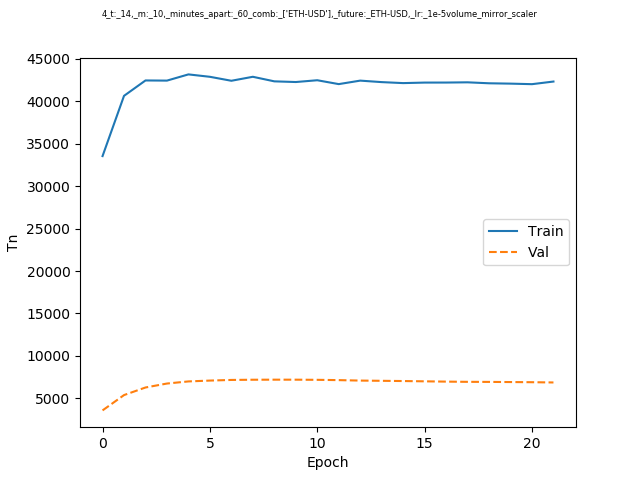 4_t:_14,_m:_10,_minutes_apart:_60_comb:_['ETH-USD'],_future:_ETH-USD,_lr:_1e-5volume_mirror_scaler
45000
40000
35000
30000
25000
20000
15000
10000
5000
Tn
Train
Val
0 5 10 15 20
Epoch